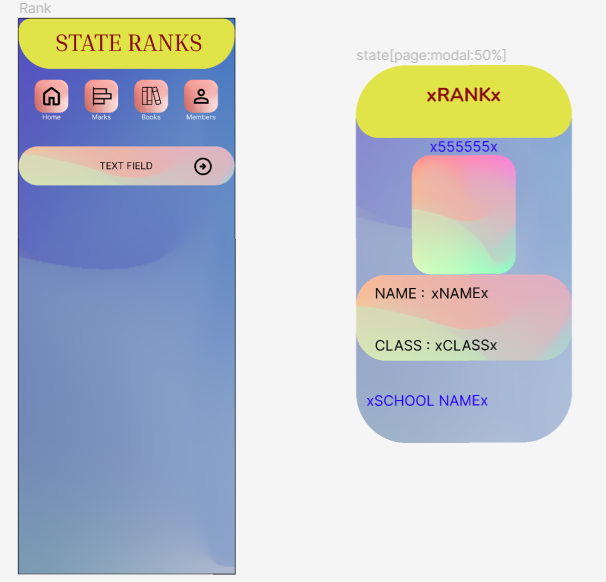 Rank
STATE RANKS
Home Marks Books Members
TEXT FIELD
state[page:modal:50%]
xRANKx
x555555x
NAME : xNAMEx
CLASS : xCLASSx
xSCHOOL NAMEx